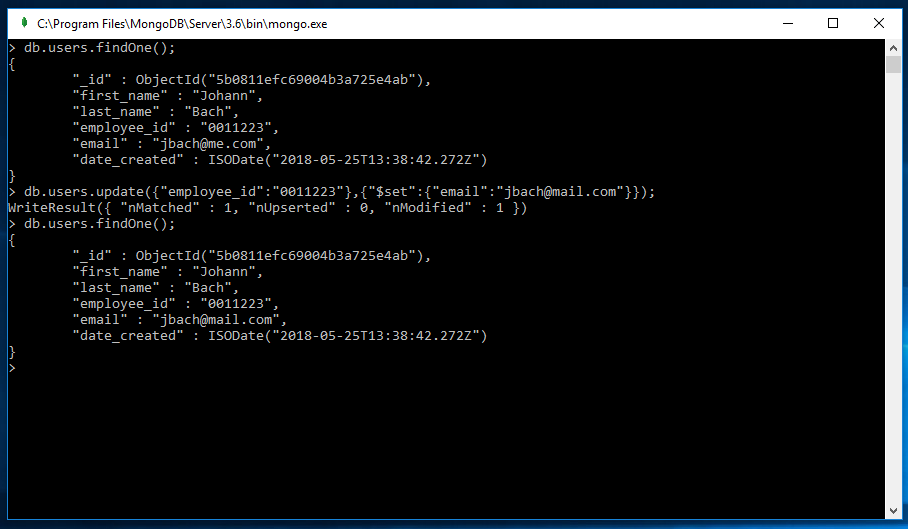 C:\Program Files\MongoDB\Server\3.6\bin\mongo.exe
> db.users.findOne();
{
        "_id" : ObjectId("5b0811efc69004b3a725e4ab"),
        "first_name" : "Johann",
        "last_name" : "Bach",
        "employee_id" : "0011223",
        "email" : "jbach@me.com",
        "date_created" : ISODate("2018-05-25T13:38:42.272Z")
}
> db.users.update({"employee_id":"0011223"},{"$set":{"email":"jbach@mail.com"}});
WriteResult({ "nMatched" : 1, "nUpserted" : 0, "nModified" : 1 })
> db.users.findOne();
{
        "_id" : ObjectId("5b0811efc69004b3a725e4ab"),
        "first_name" : "Johann",
        "last_name" : "Bach",
        "employee_id" : "0011223",
        "email" : "jbach@mail.com",
        "date_created" : ISODate("2018-05-25T13:38:42.272Z")
}
>